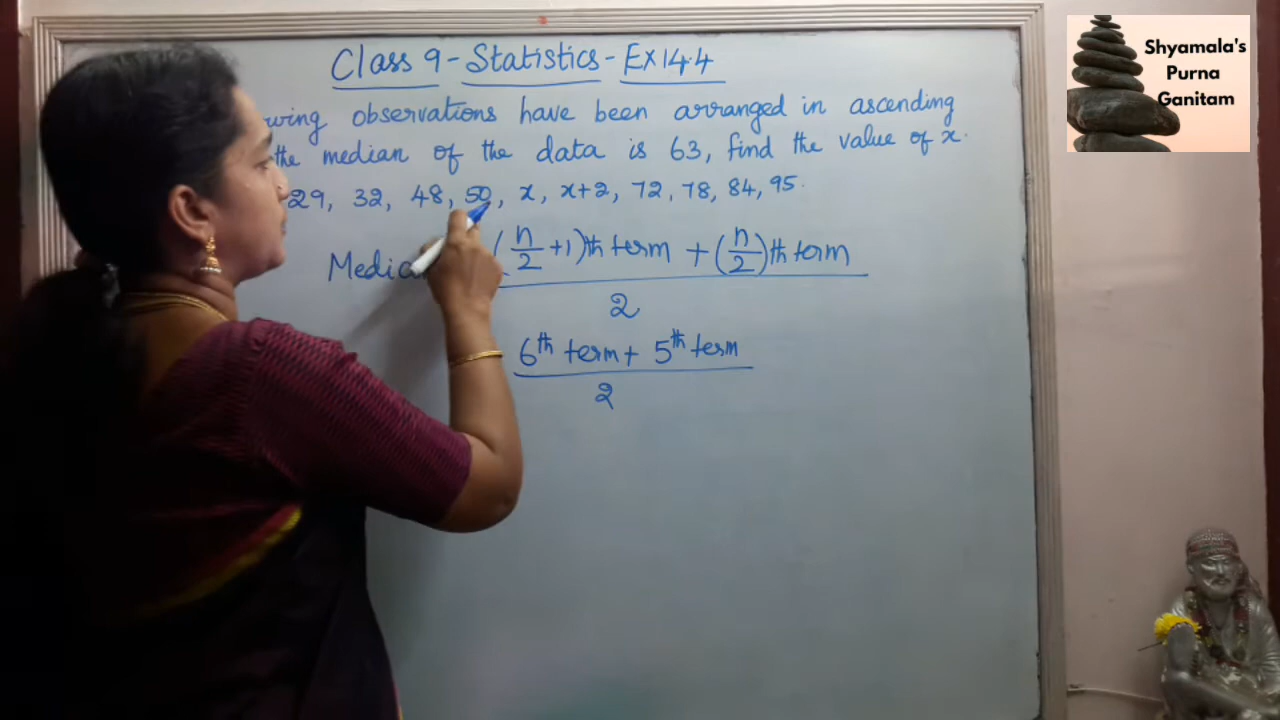 Class 9 - Statistics - Ex 14.4
wing observations have been arranged in ascending
the median of the data is 63, find the value of x.
29, 32, 48, 50, x, x+2, 72, 78, 84, 95.
(n/2 +1)th term + (n/2)th term
2
6th term + 5th term
2
Shyamala's
Purna
Ganitam